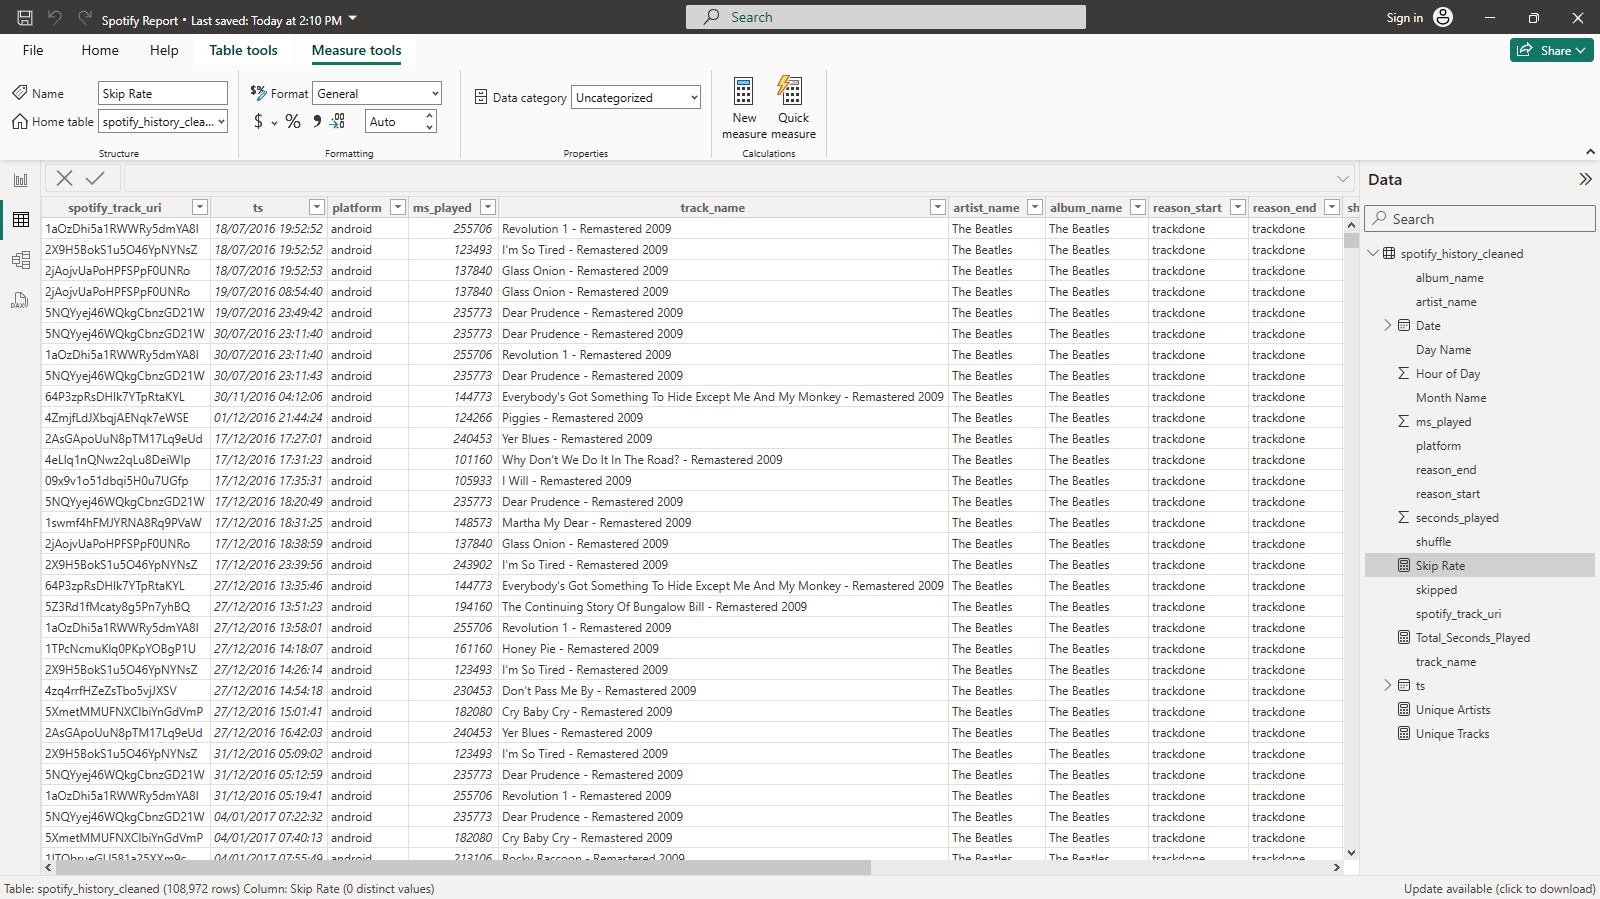 Spotify Report • Last saved: Today at 2:10 PM
Search
Sign in
File
Home
Help
Table tools
Measure tools
Share
Name
Skip Rate
Home table
spotify_history_clea...
Structure
Format
General
$
%
Auto
Formatting
Data category
Uncategorized
Properties
New measure
Quick measure
Calculations
Data
Search
spotify_track_uri ts platform ms_played track_name artist_name album_name reason_start reason_end sh
1aOzDhi5a1RWWRy5dmYA8I 18/07/2016 19:52:52 android 255706 Revolution 1 - Remastered 2009 The Beatles The Beatles trackdone trackdone
2X9H5BokS1u5O46YpNYNsZ 18/07/2016 19:52:52 android 123493 I'm So Tired - Remastered 2009 The Beatles The Beatles trackdone trackdone
2jAojvUaPoHPFSPpF0UNRo 18/07/2016 19:52:53 android 137840 Glass Onion - Remastered 2009 The Beatles The Beatles trackdone trackdone
2jAojvUaPoHPFSPpF0UNRo 19/07/2016 08:54:40 android 137840 Glass Onion - Remastered 2009 The Beatles The Beatles trackdone trackdone
5NQYyej46WQkgCbnzGD21W 19/07/2016 23:49:42 android 235773 Dear Prudence - Remastered 2009 The Beatles The Beatles trackdone trackdone
5NQYyej46WQkgCbnzGD21W 30/07/2016 23:11:40 android 235773 Dear Prudence - Remastered 2009 The Beatles The Beatles trackdone trackdone
1aOzDhi5a1RWWRy5dmYA8I 30/07/2016 23:11:40 android 255706 Revolution 1 - Remastered 2009 The Beatles The Beatles trackdone trackdone
5NQYyej46WQkgCbnzGD21W 30/07/2016 23:11:43 android 235773 Dear Prudence - Remastered 2009 The Beatles The Beatles trackdone trackdone
64P3zpRsDHIk7YTpRtaKYL 30/11/2016 04:12:06 android 144773 Everybody's Got Something To Hide Except Me And My Monkey - Remastered 2009 The Beatles The Beatles trackdone trackdone
4ZmjfLdJXbqjAENqk7eWSE 01/12/2016 21:44:24 android 124266 Piggies - Remastered 2009 The Beatles The Beatles trackdone trackdone
2AsGApoUuN8pTM17Lq9eUd 17/12/2016 17:27:01 android 240453 Yer Blues - Remastered 2009 The Beatles The Beatles trackdone trackdone
4eLlq1nQNwz2qLu8DeiWlp 17/12/2016 17:31:23 android 101160 Why Don't We Do It In The Road? - Remastered 2009 The Beatles The Beatles trackdone trackdone
09x9v1o51dbqi5H0u7UGfp 17/12/2016 17:35:31 android 105933 I Will - Remastered 2009 The Beatles The Beatles trackdone trackdone
5NQYyej46WQkgCbnzGD21W 17/12/2016 18:20:49 android 235773 Dear Prudence - Remastered 2009 The Beatles The Beatles trackdone trackdone
1swmf4hFMJYRNA8Rq9PVaW 17/12/2016 18:31:25 android 148573 Martha My Dear - Remastered 2009 The Beatles The Beatles trackdone trackdone
2jAojvUaPoHPFSPpF0UNRo 17/12/2016 18:38:59 android 137840 Glass Onion - Remastered 2009 The Beatles The Beatles trackdone trackdone
2X9H5BokS1u5O46YpNYNsZ 17/12/2016 23:39:56 android 243902 I'm So Tired - Remastered 2009 The Beatles The Beatles trackdone trackdone
64P3zpRsDHIk7YTpRtaKYL 27/12/2016 13:35:46 android 144773 Everybody's Got Something To Hide Except Me And My Monkey - Remastered 2009 The Beatles The Beatles trackdone trackdone
5Z3Rd1fMcaty8g5Pn7yhBQ 27/12/2016 13:51:23 android 194160 The Continuing Story Of Bungalow Bill - Remastered 2009 The Beatles The Beatles trackdone trackdone
1aOzDhi5a1RWWRy5dmYA8I 27/12/2016 13:58:01 android 255706 Revolution 1 - Remastered 2009 The Beatles The Beatles trackdone trackdone
1TPcNcmuKlq0PKpYOBgP1U 27/12/2016 14:18:07 android 161160 Honey Pie - Remastered 2009 The Beatles The Beatles trackdone trackdone
2X9H5BokS1u5O46YpNYNsZ 27/12/2016 14:26:14 android 123493 I'm So Tired - Remastered 2009 The Beatles The Beatles trackdone trackdone
4zq4rrfHZeZsTbo5vjJXSV 27/12/2016 14:54:18 android 230453 Don't Pass Me By - Remastered 2009 The Beatles The Beatles trackdone trackdone
5XmetMMUFNXClbiYnGdVmP 27/12/2016 15:01:41 android 182080 Cry Baby Cry - Remastered 2009 The Beatles The Beatles trackdone trackdone
2AsGApoUuN8pTM17Lq9eUd 27/12/2016 16:42:03 android 240453 Yer Blues - Remastered 2009 The Beatles The Beatles trackdone trackdone
2X9H5BokS1u5O46YpNYNsZ 31/12/2016 05:09:02 android 123493 I'm So Tired - Remastered 2009 The Beatles The Beatles trackdone trackdone
5NQYyej46WQkgCbnzGD21W 31/12/2016 05:12:59 android 235773 Dear Prudence - Remastered 2009 The Beatles The Beatles trackdone trackdone
1aOzDhi5a1RWWRy5dmYA8I 31/12/2016 05:19:41 android 255706 Revolution 1 - Remastered 2009 The Beatles The Beatles trackdone trackdone
5NQYyej46WQkgCbnzGD21W 04/01/2017 07:22:32 android 235773 Dear Prudence - Remastered 2009 The Beatles The Beatles trackdone trackdone
5XmetMMUFNXClbiYnGdVmP 04/01/2017 07:40:13 android 182080 Cry Baby Cry - Remastered 2009 The Beatles The Beatles trackdone trackdone
04/01/2017 07:55:49 android 213106 Rocky Raccoon - Remastered 2009 The Beatles The Beatles trackdone trackdone
spotify_history_cleaned
album_name
artist_name
Date
Day Name
Hour of Day
Month Name
ms_played
platform
reason_end
reason_start
seconds_played
shuffle
Skip Rate
skipped
spotify_track_uri
Total_Seconds_Played
track_name
ts
Unique Artists
Unique Tracks
DAX
Table: spotify_history_cleaned (108,972 rows) Column: Skip Rate (0 distinct values)
Update available (click to download)